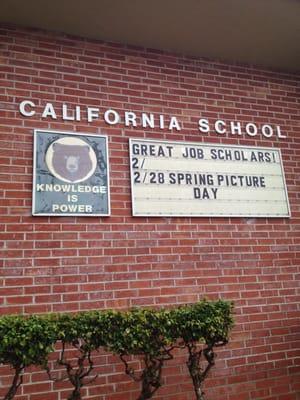 CALIFORNIA SCHOOL
KNOWLEDGE
IS
POWER
GREAT JOB SCHOLARS!
2/
2/28 SPRING PICTURE
DAY